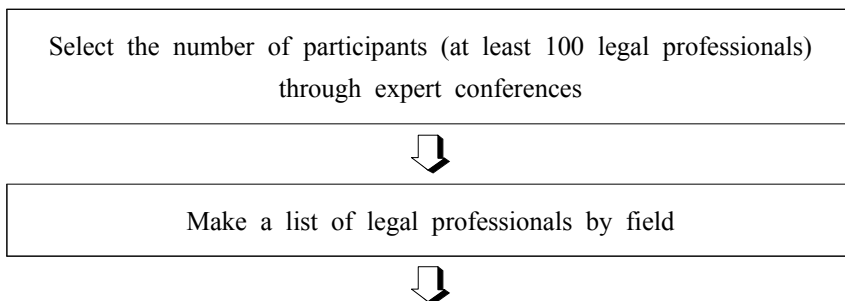 Select the number of participants (at least 100 legal professionals)
through expert conferences
Make a list of legal professionals by field